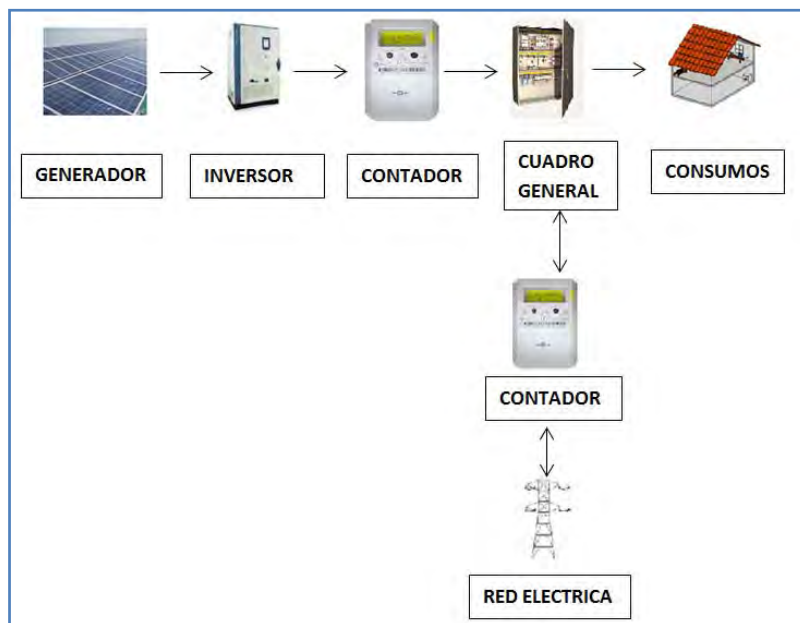 GENERADOR
INVERSOR
CONTADOR
CUADRO
GENERAL
CONSUMOS
CONTADOR
RED ELECTRICA